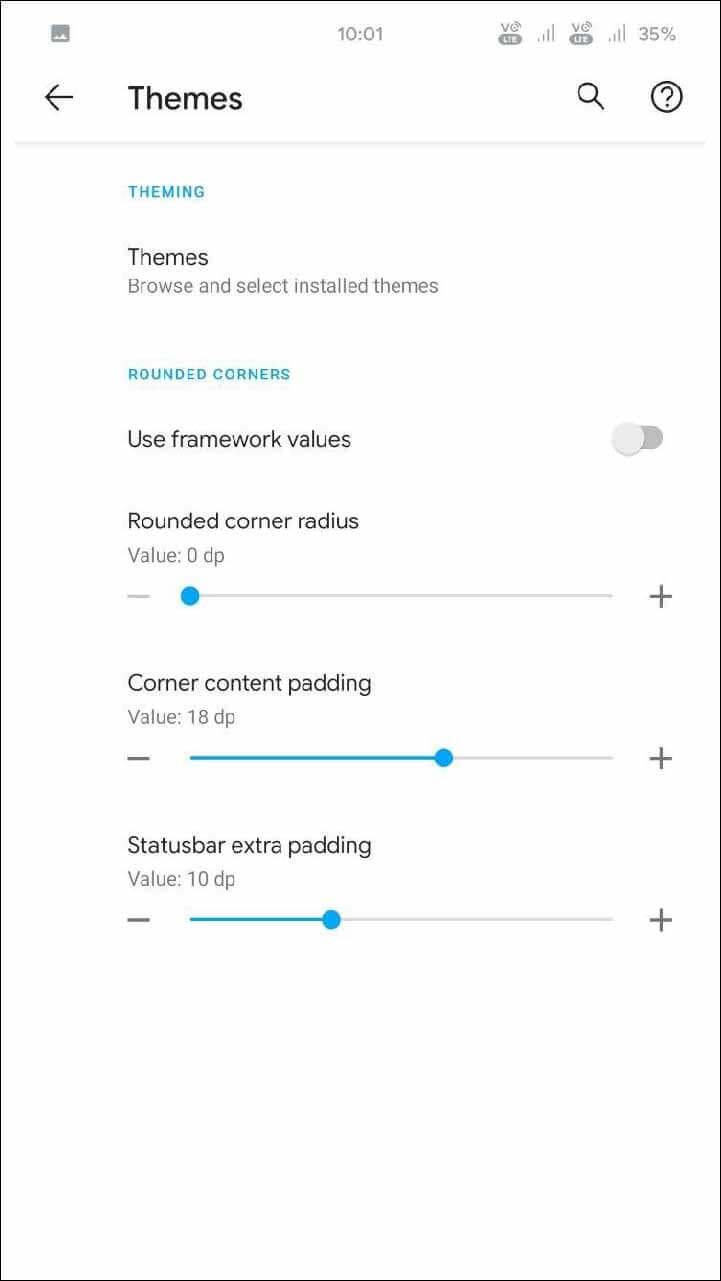 10:01 Vo LTE Vo LTE 35%
Themes
THEMING
Themes
Browse and select installed themes
ROUNDED CORNERS
Use framework values
Rounded corner radius
Value: 0 dp
Corner content padding
Value: 18 dp
Statusbar extra padding
Value: 10 dp